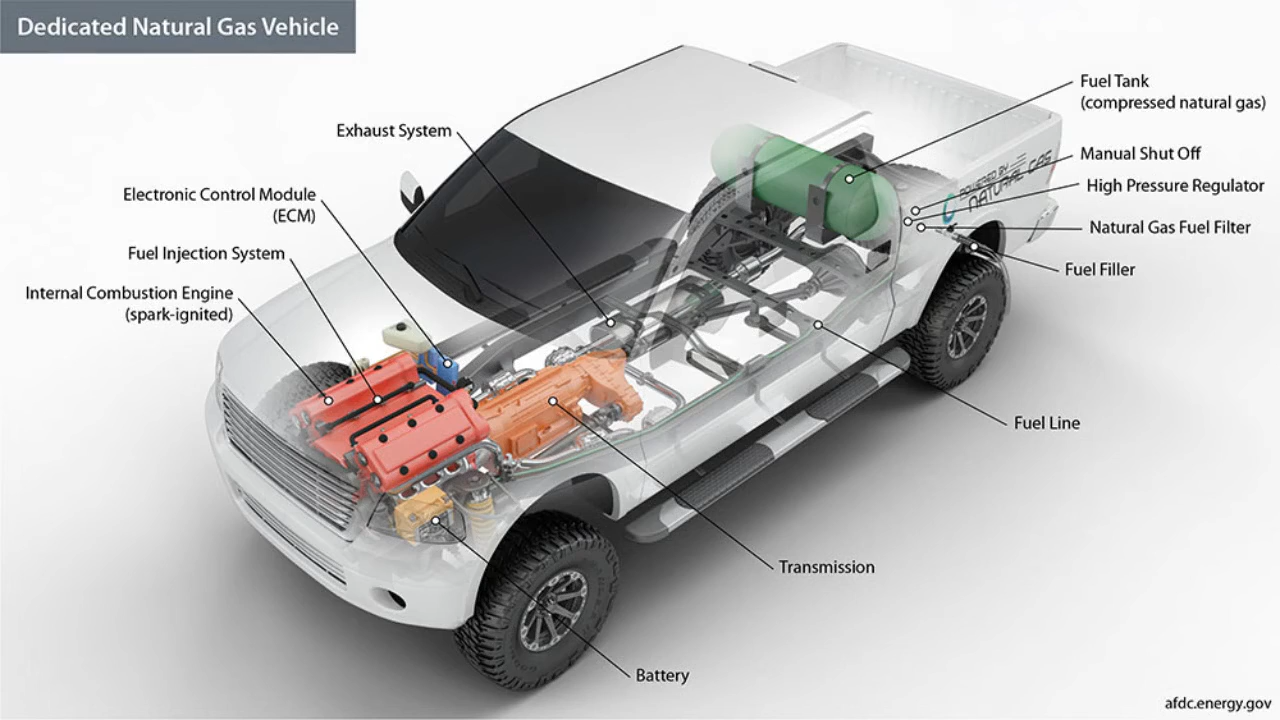 Dedicated Natural Gas Vehicle
Fuel Tank
(compressed natural gas)
Exhaust System
Manual Shut Off
POWERED BY
NATURAL GAS
High Pressure Regulator
Electronic Control Module
(ECM)
Natural Gas Fuel Filter
Fuel Injection System
Fuel Filler
Internal Combustion Engine
(spark-ignited)
Fuel Line
Transmission
Battery
afdc.energy.gov